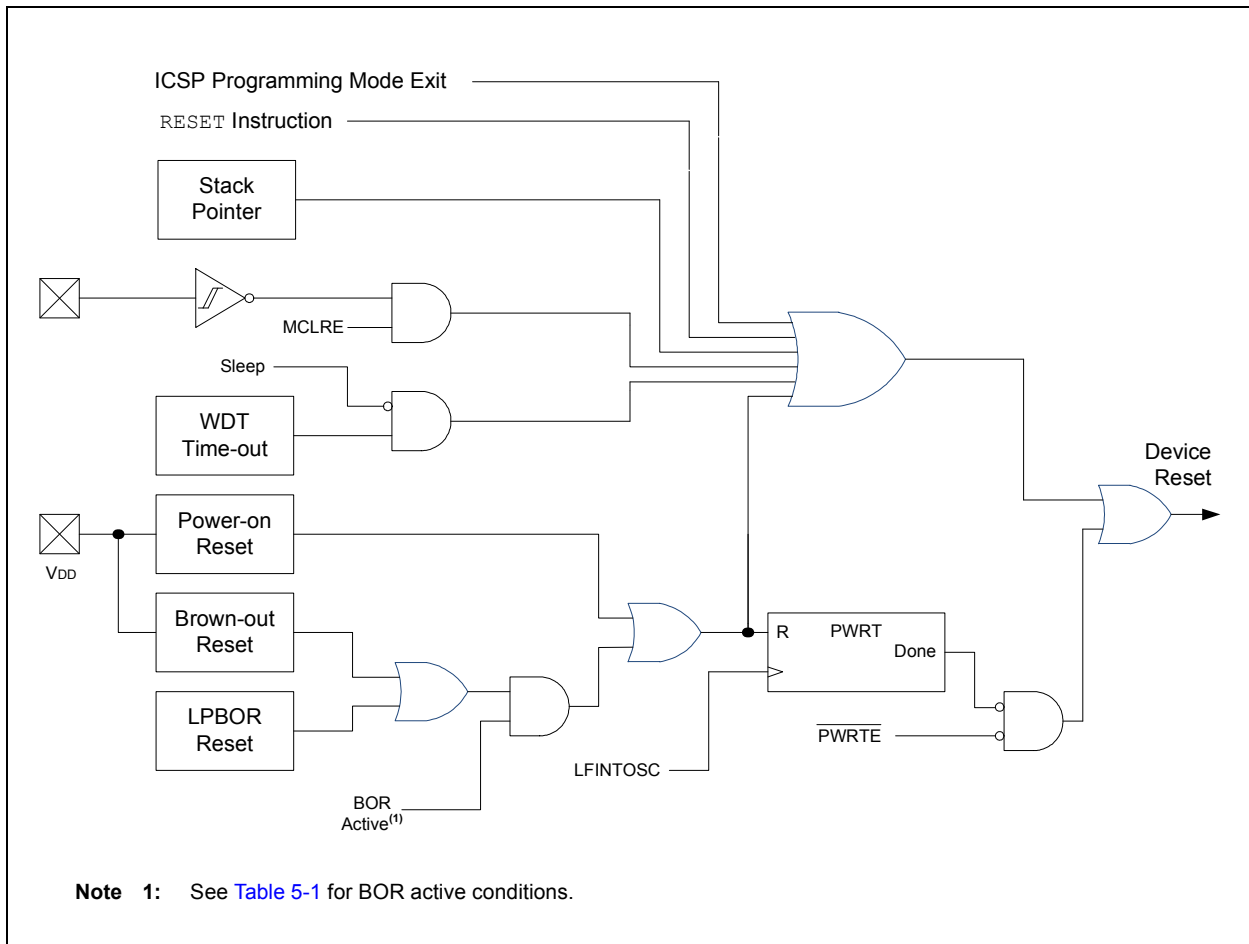 ICSP Programming Mode Exit
RESET Instruction
Stack
Pointer
MCLRE
Sleep
WDT
Time-out
Device
Reset
Power-on
Reset
VDD
Brown-out
Reset
R PWRT
Done
LPBOR
Reset
PWRTE
LFINTOSC
BOR
Active(1)
Note 1: See Table 5-1 for BOR active conditions.